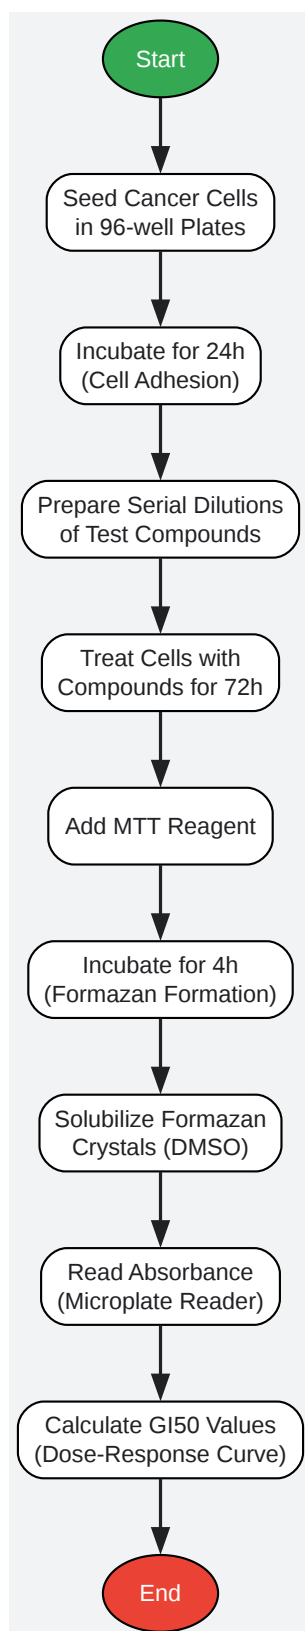 Start
Seed Cancer Cells
in 96-well Plates
Incubate for 24h
(Cell Adhesion)
Prepare Serial Dilutions
of Test Compounds
Treat Cells with
Compounds for 72h
Add MTT Reagent
Incubate for 4h
(Formazan Formation)
Solubilize Formazan
Crystals (DMSO)
Read Absorbance
(Microplate Reader)
Calculate GI50 Values
(Dose-Response Curve)
End